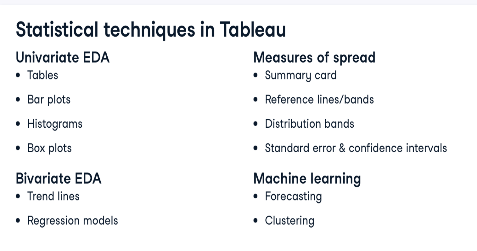 Statistical techniques in Tableau
Univariate EDA
• Tables
• Bar plots
• Histograms
• Box plots
Bivariate EDA
• Trend lines
• Regression models
Measures of spread
• Summary card
• Reference lines/bands
• Distribution bands
• Standard error & confidence intervals
Machine learning
• Forecasting
• Clustering